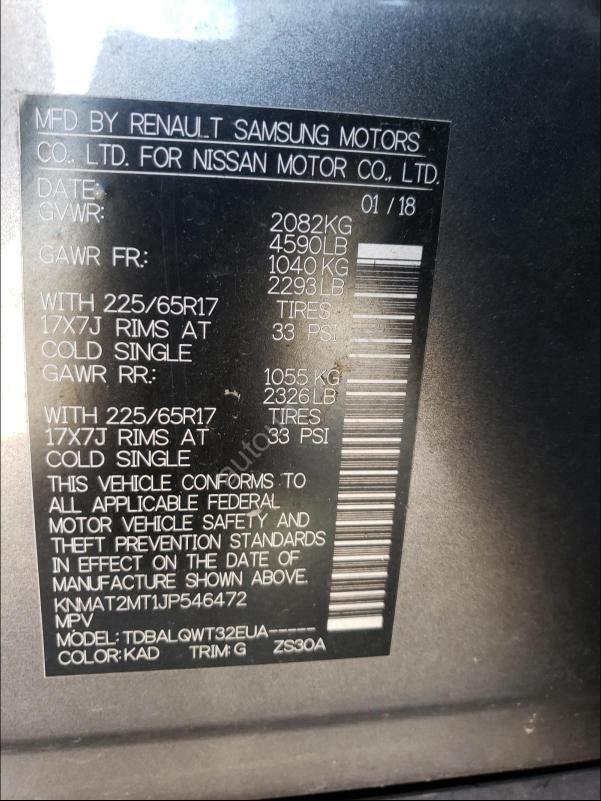 MFD BY RENAULT SAMSUNG MOTORS
CO., LTD. FOR NISSAN MOTOR CO., LTD.
DATE: 01 / 18
GVWR: 2082KG
4590LB
GAWR FR.: 1040 KG
2293LB
WITH 225/65R17 TIRES
17X7J RIMS AT 33 PSI
COLD SINGLE
GAWR RR.: 1055 KG
2326LB
WITH 225/65R17 TIRES
17X7J RIMS AT 33 PSI
COLD SINGLE
THIS VEHICLE CONFORMS TO
ALL APPLICABLE FEDERAL
MOTOR VEHICLE SAFETY AND
THEFT PREVENTION STANDARDS
IN EFFECT ON THE DATE OF
MANUFACTURE SHOWN ABOVE.
KNMAT2MT1JP546472
MPV
MODEL: TDBALQWT32EUA-----
COLOR: KAD TRIM: G ZS30A